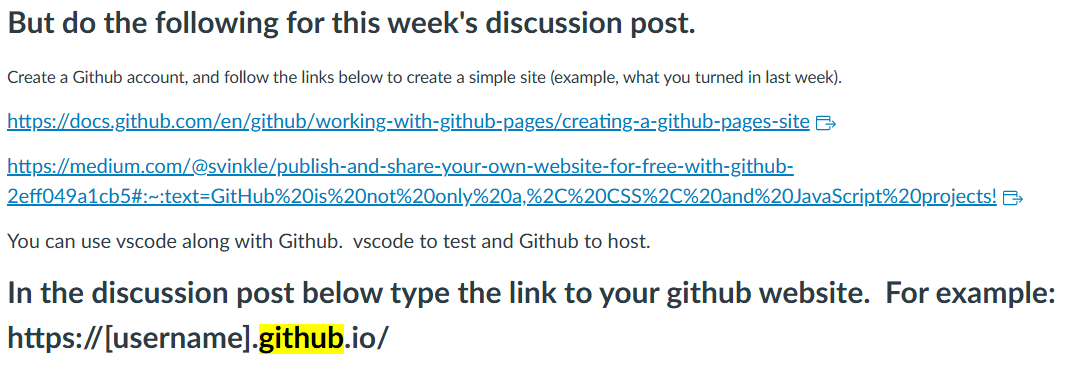 But do the following for this week's discussion post.
Create a Github account, and follow the links below to create a simple site (example, what you turned in last week).
https://docs.github.com/en/github/working-with-github-pages/creating-a-github-pages-site
https://medium.com/@svinkle/publish-and-share-your-own-website-for-free-with-github-
2eff049a1cb5#:~:text=GitHub%20is%20not%20only%20a,%2C%20CSS%2C%20and%20JavaScript%20projects!
You can use vscode along with Github.  vscode to test and Github to host.
In the discussion post below type the link to your github website.  For example:
https://[username].github.io/